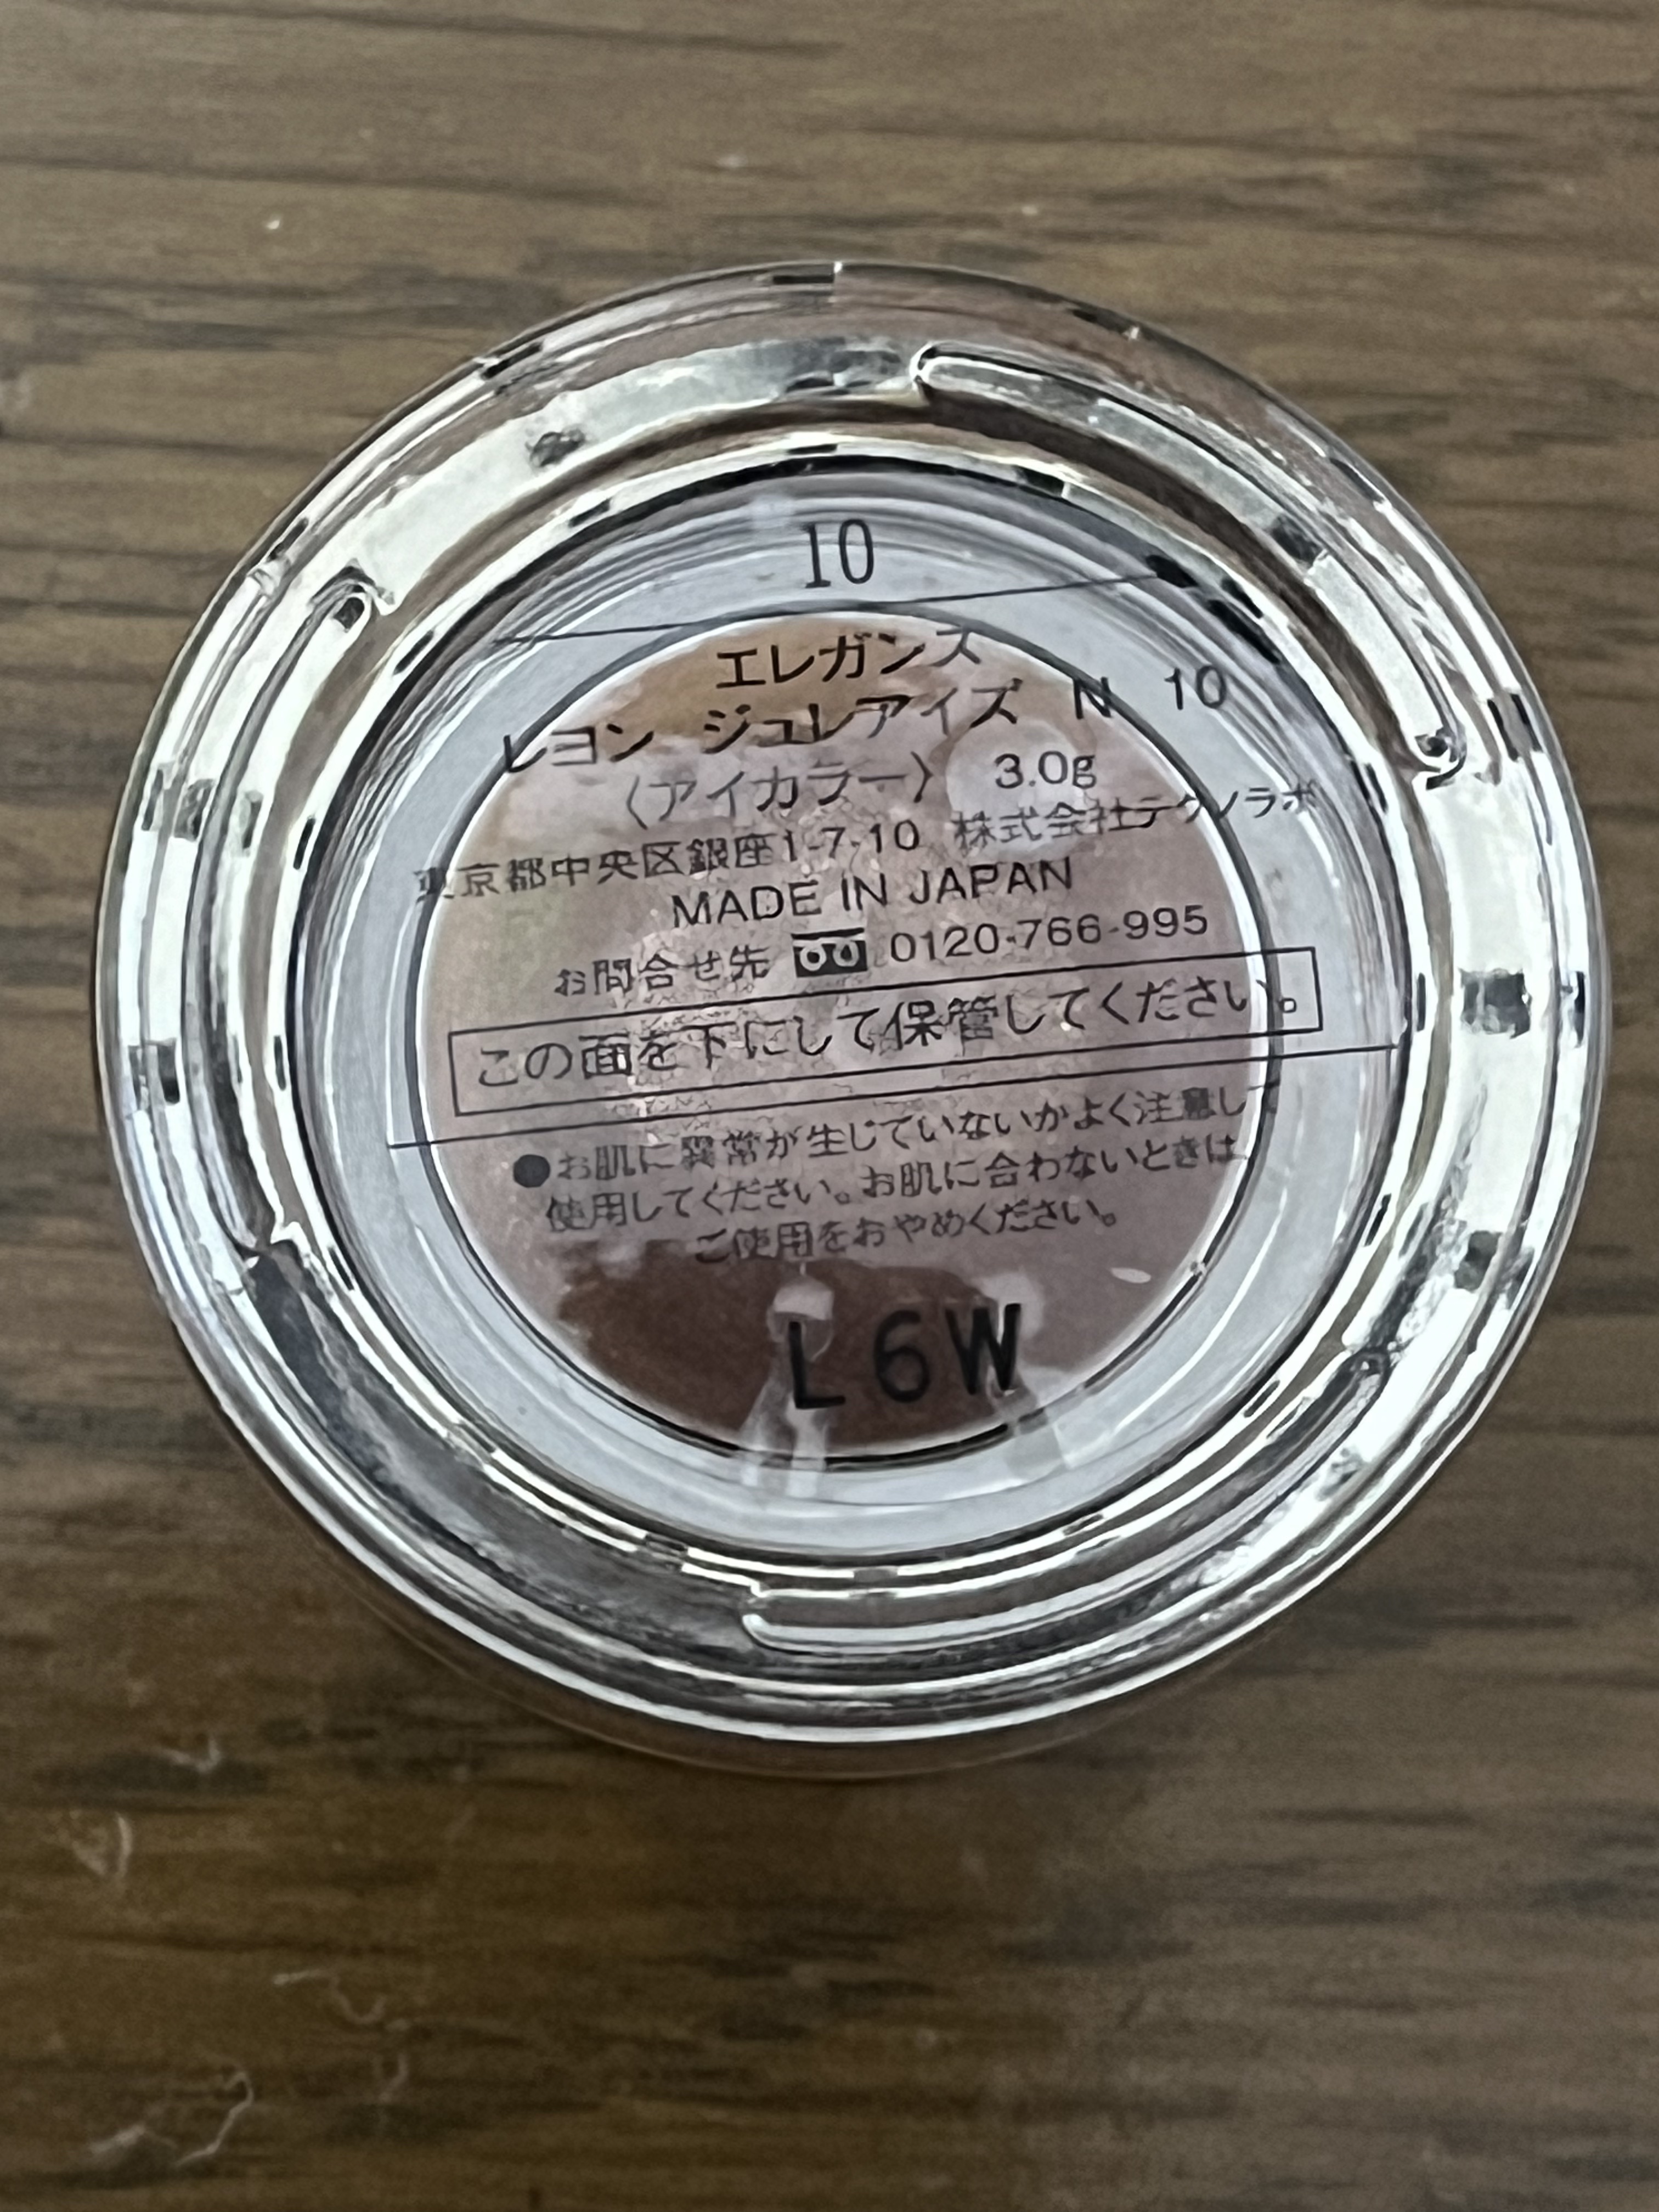 10
エレガンス
レヨン ジュレアイズ N 10
〈アイカラー〉 3.0g
東京都中央区銀座1-7-10 株式会社テクノラボ
MADE IN JAPAN
お問合せ先 0120-766-995
この面を下にして保管してください。
●お肌に異常が生じていないかよく注意して
使用してください。お肌に合わないときは
ご使用をおやめください。
L6W